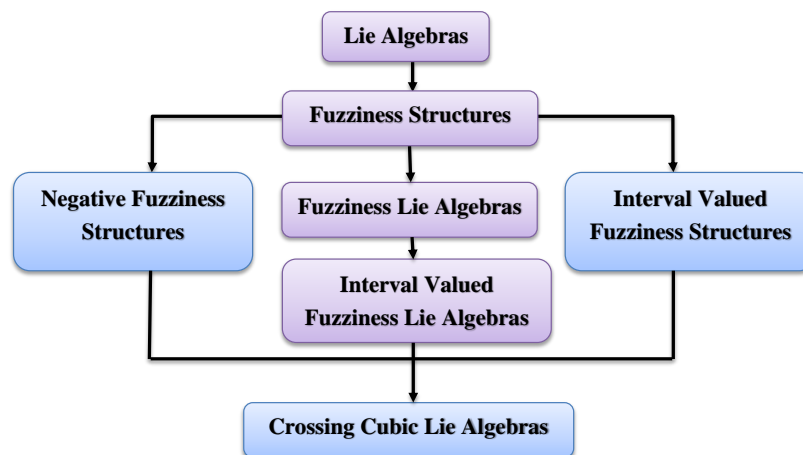 Lie Algebras
Fuzziness Structures
Negative Fuzziness
Structures
Fuzziness Lie Algebras
Interval Valued
Fuzziness Structures
Interval Valued
Fuzziness Lie Algebras
Crossing Cubic Lie Algebras